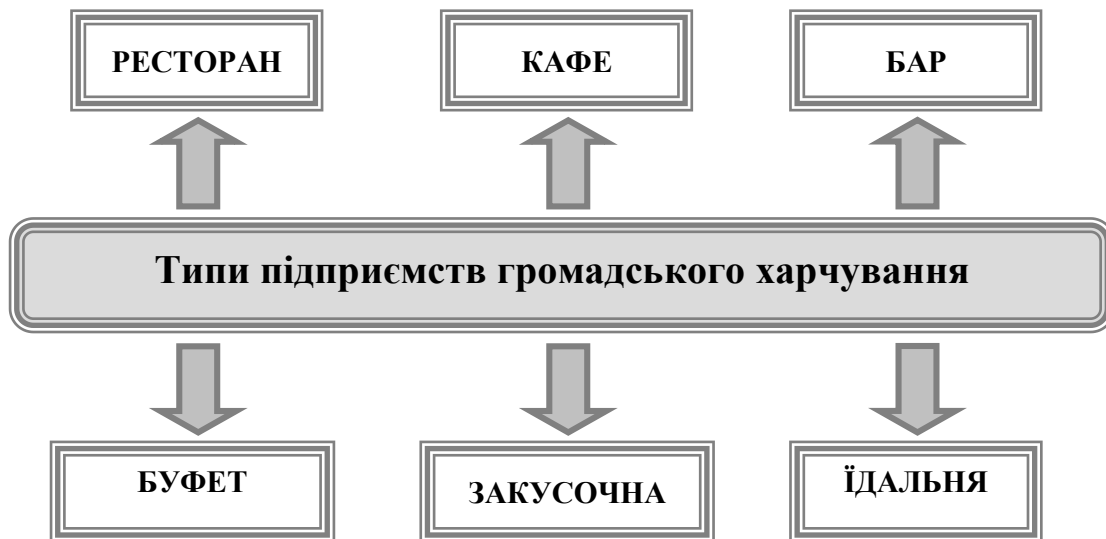 РЕСТОРАН
КАФЕ
БАР
Типи підприємств громадського харчування
БУФЕТ
ЗАКУСОЧНА
ЇДАЛЬНЯ